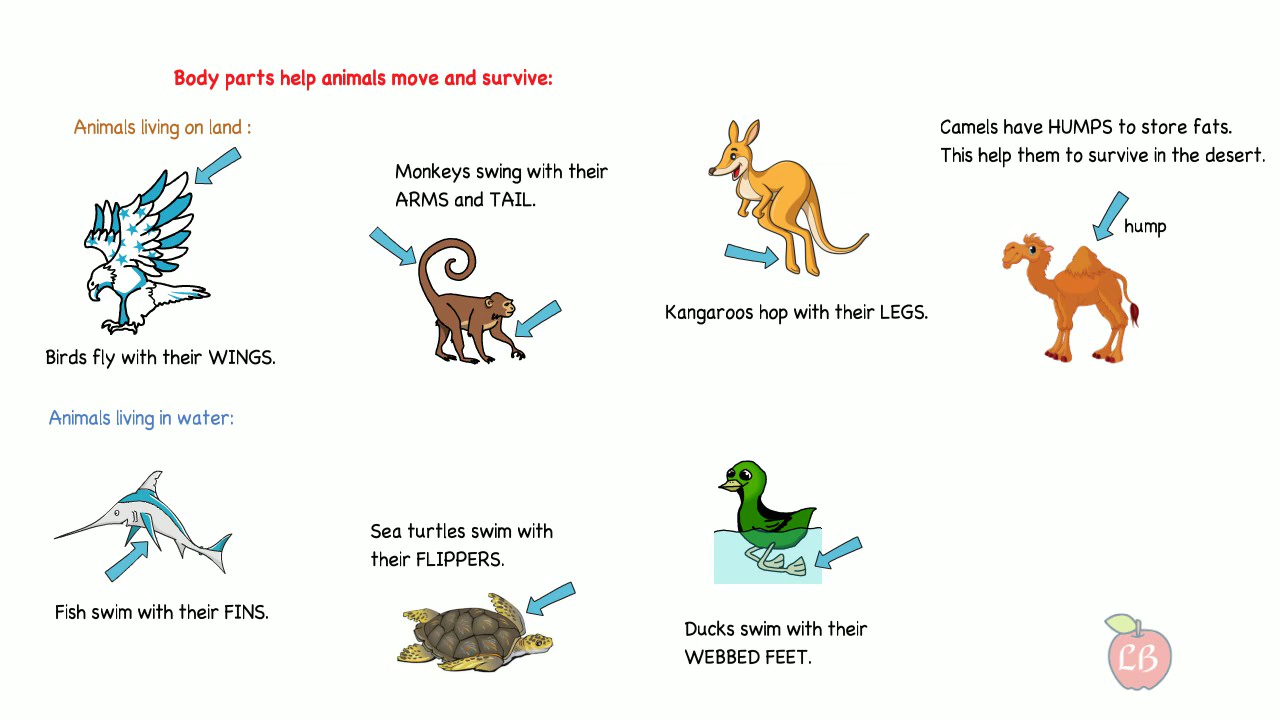 Body parts help animals move and survive:
Animals living on land :
Birds fly with their WINGS.
Monkeys swing with their
ARMS and TAIL.
Kangaroos hop with their LEGS.
Camels have HUMPS to store fats.
This help them to survive in the desert.
hump
Animals living in water:
Fish swim with their FINS.
Sea turtles swim with
their FLIPPERS.
Ducks swim with their
WEBBED FEET.
LB